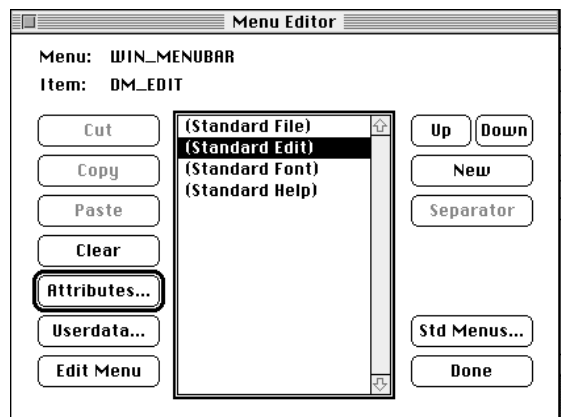 Menu Editor
Menu: WIN_MENUBAR
Item: DM_EDIT
Cut
Copy
Paste
Clear
Attributes...
Userdata...
Edit Menu
(Standard File)
(Standard Edit)
(Standard Font)
(Standard Help)
Up Down
New
Separator
Std Menus...
Done